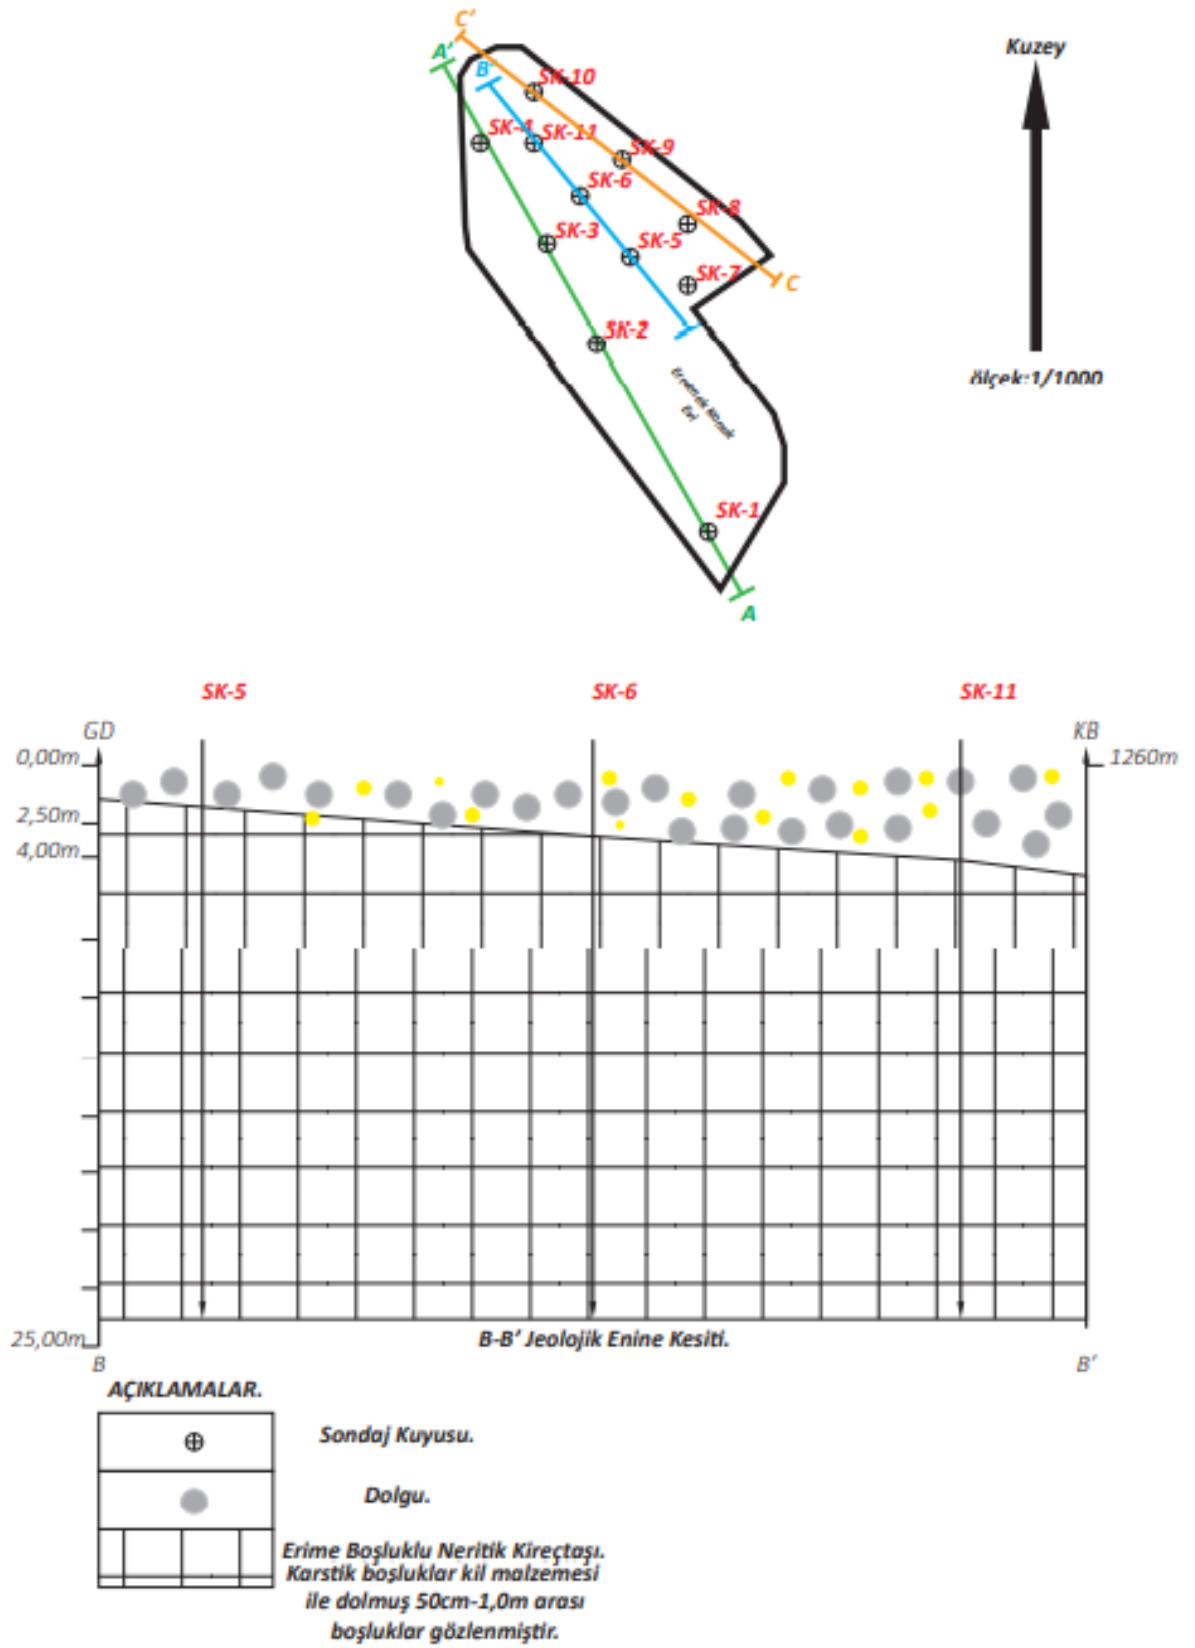 C'
A'
B'
SK-10
SK-4
SK-11
SK-9
SK-6
SK-8
SK-3
SK-5
SK-7
C
SK-2
Evi
SK-1
A
Kuzey
ölçek:1/1000
SK-5
SK-6
SK-11
GD
KB
0,00m
1260m
2,50m
4,00m
25,00m
B-B' Jeolojik Enine Kesiti.
B
B'
AÇIKLAMALAR.
Sondaj Kuyusu.
Dolgu.
Erime Boşluklu Neritik Kireçtaşı.
Karstik boşluklar kil malzemesi
ile dolmuş 50cm-1,0m arası
boşluklar gözlenmiştir.